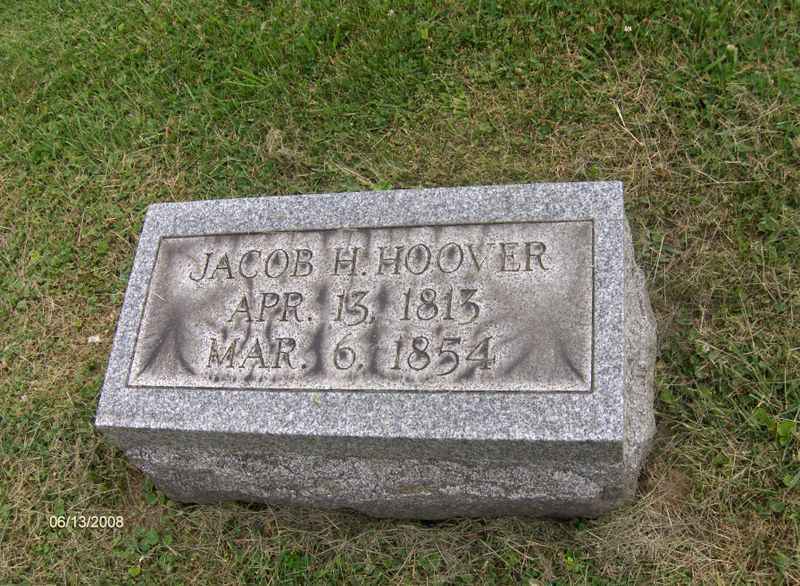 JACOB H. HOOVER
APR. 13, 1813
MAR. 6, 1854
06/13/2008